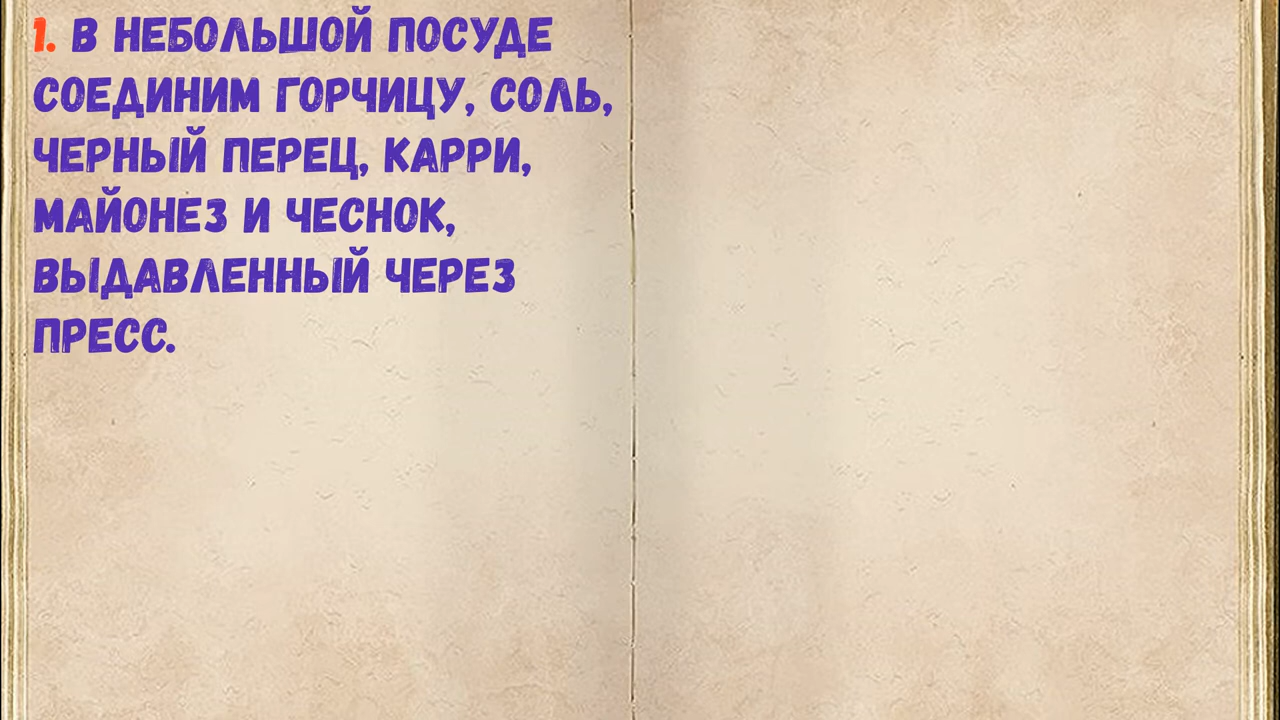 1. В НЕБОЛЬШОЙ ПОСУДЕ
СОЕДИНИМ ГОРЧИЦУ, СОЛЬ,
ЧЕРНЫЙ ПЕРЕЦ, КАРРИ,
МАЙОНЕЗ И ЧЕСНОК,
ВЫДАВЛЕННЫЙ ЧЕРЕЗ
ПРЕСС.